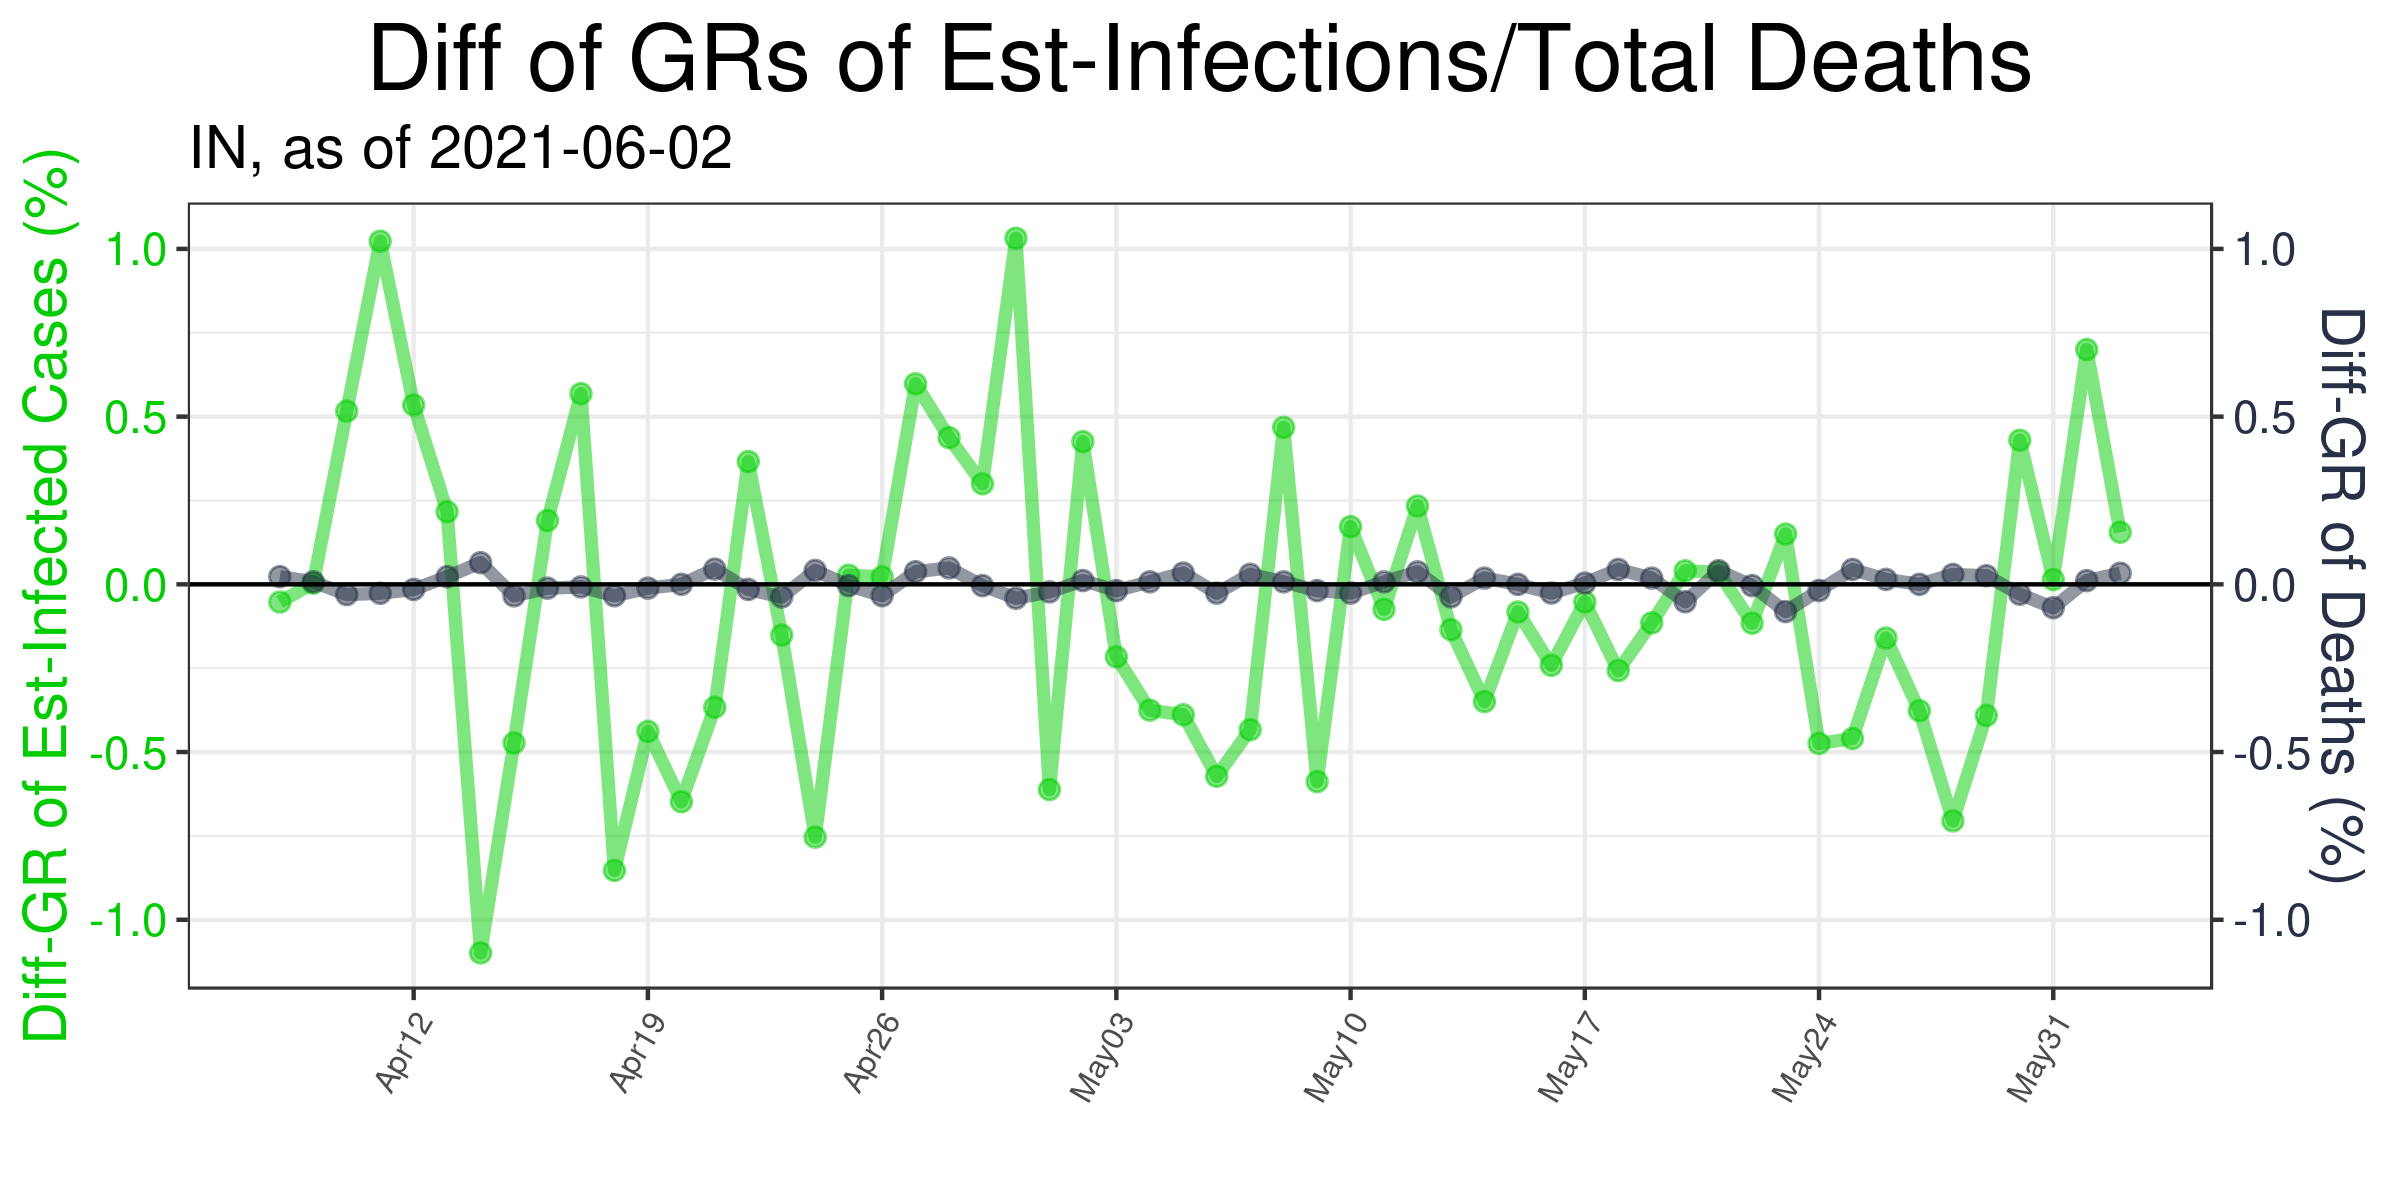 Diff of GRs of Est-Infections/Total Deaths
IN, as of 2021-06-02
Diff-GR of Est-Infected Cases (%)
1.0
0.5
0.0
-0.5
-1.0
1.0
0.5
0.0
-0.5
-1.0
Diff-GR of Deaths (%)
Apr12
Apr19
Apr26
May03
May10
May17
May24
May31